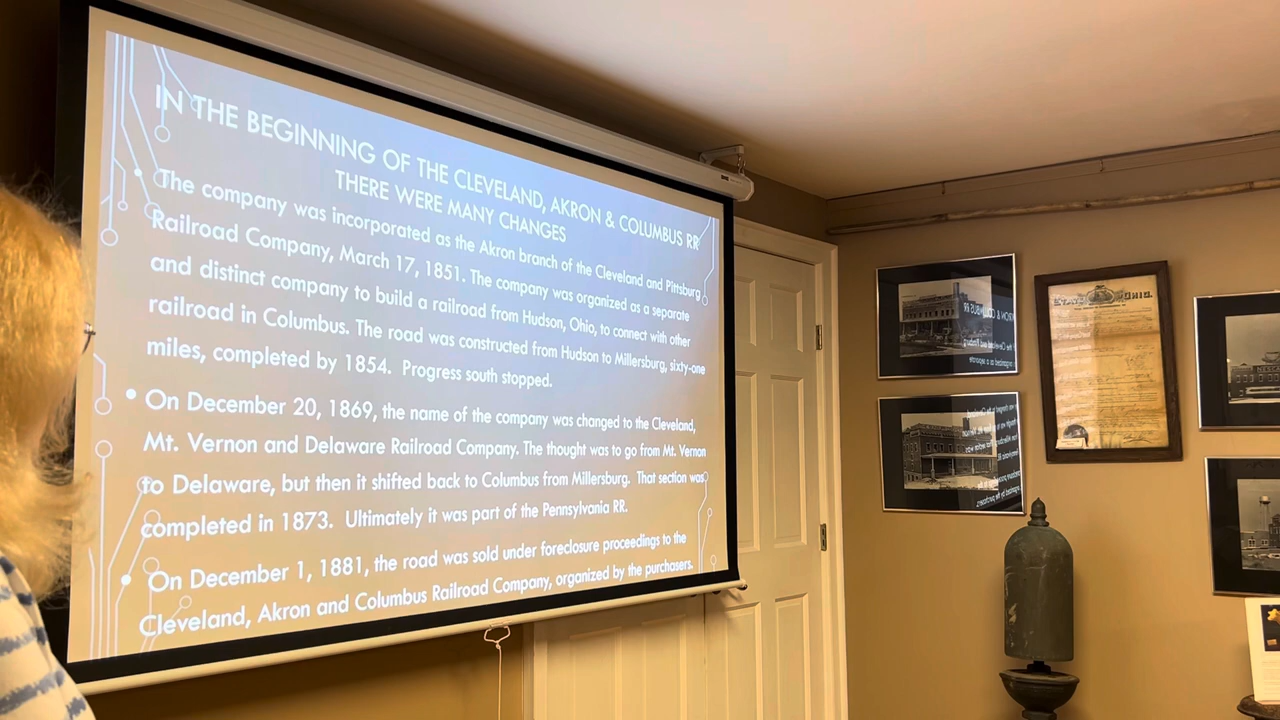 IN THE BEGINNING OF THE CLEVELAND, AKRON & COLUMBUS RR
THERE WERE MANY CHANGES
The company was incorporated as the Akron branch of the Cleveland and Pittsburg
Railroad Company, March 17, 1851. The company was organized as a separate
and distinct company to build a railroad from Hudson, Ohio, to connect with other
railroad in Columbus. The road was constructed from Hudson to Millersburg, sixty-one
miles, completed by 1854. Progress south stopped.
• On December 20, 1869, the name of the company was changed to the Cleveland,
Mt. Vernon and Delaware Railroad Company. The thought was to go from Mt. Vernon
to Delaware, but then it shifted back to Columbus from Millersburg. That section was
completed in 1873. Ultimately it was part of the Pennsylvania RR.
On December 1, 1881, the road was sold under foreclosure proceedings to the
Cleveland, Akron and Columbus Railroad Company, organized by the purchasers.
OHIO.